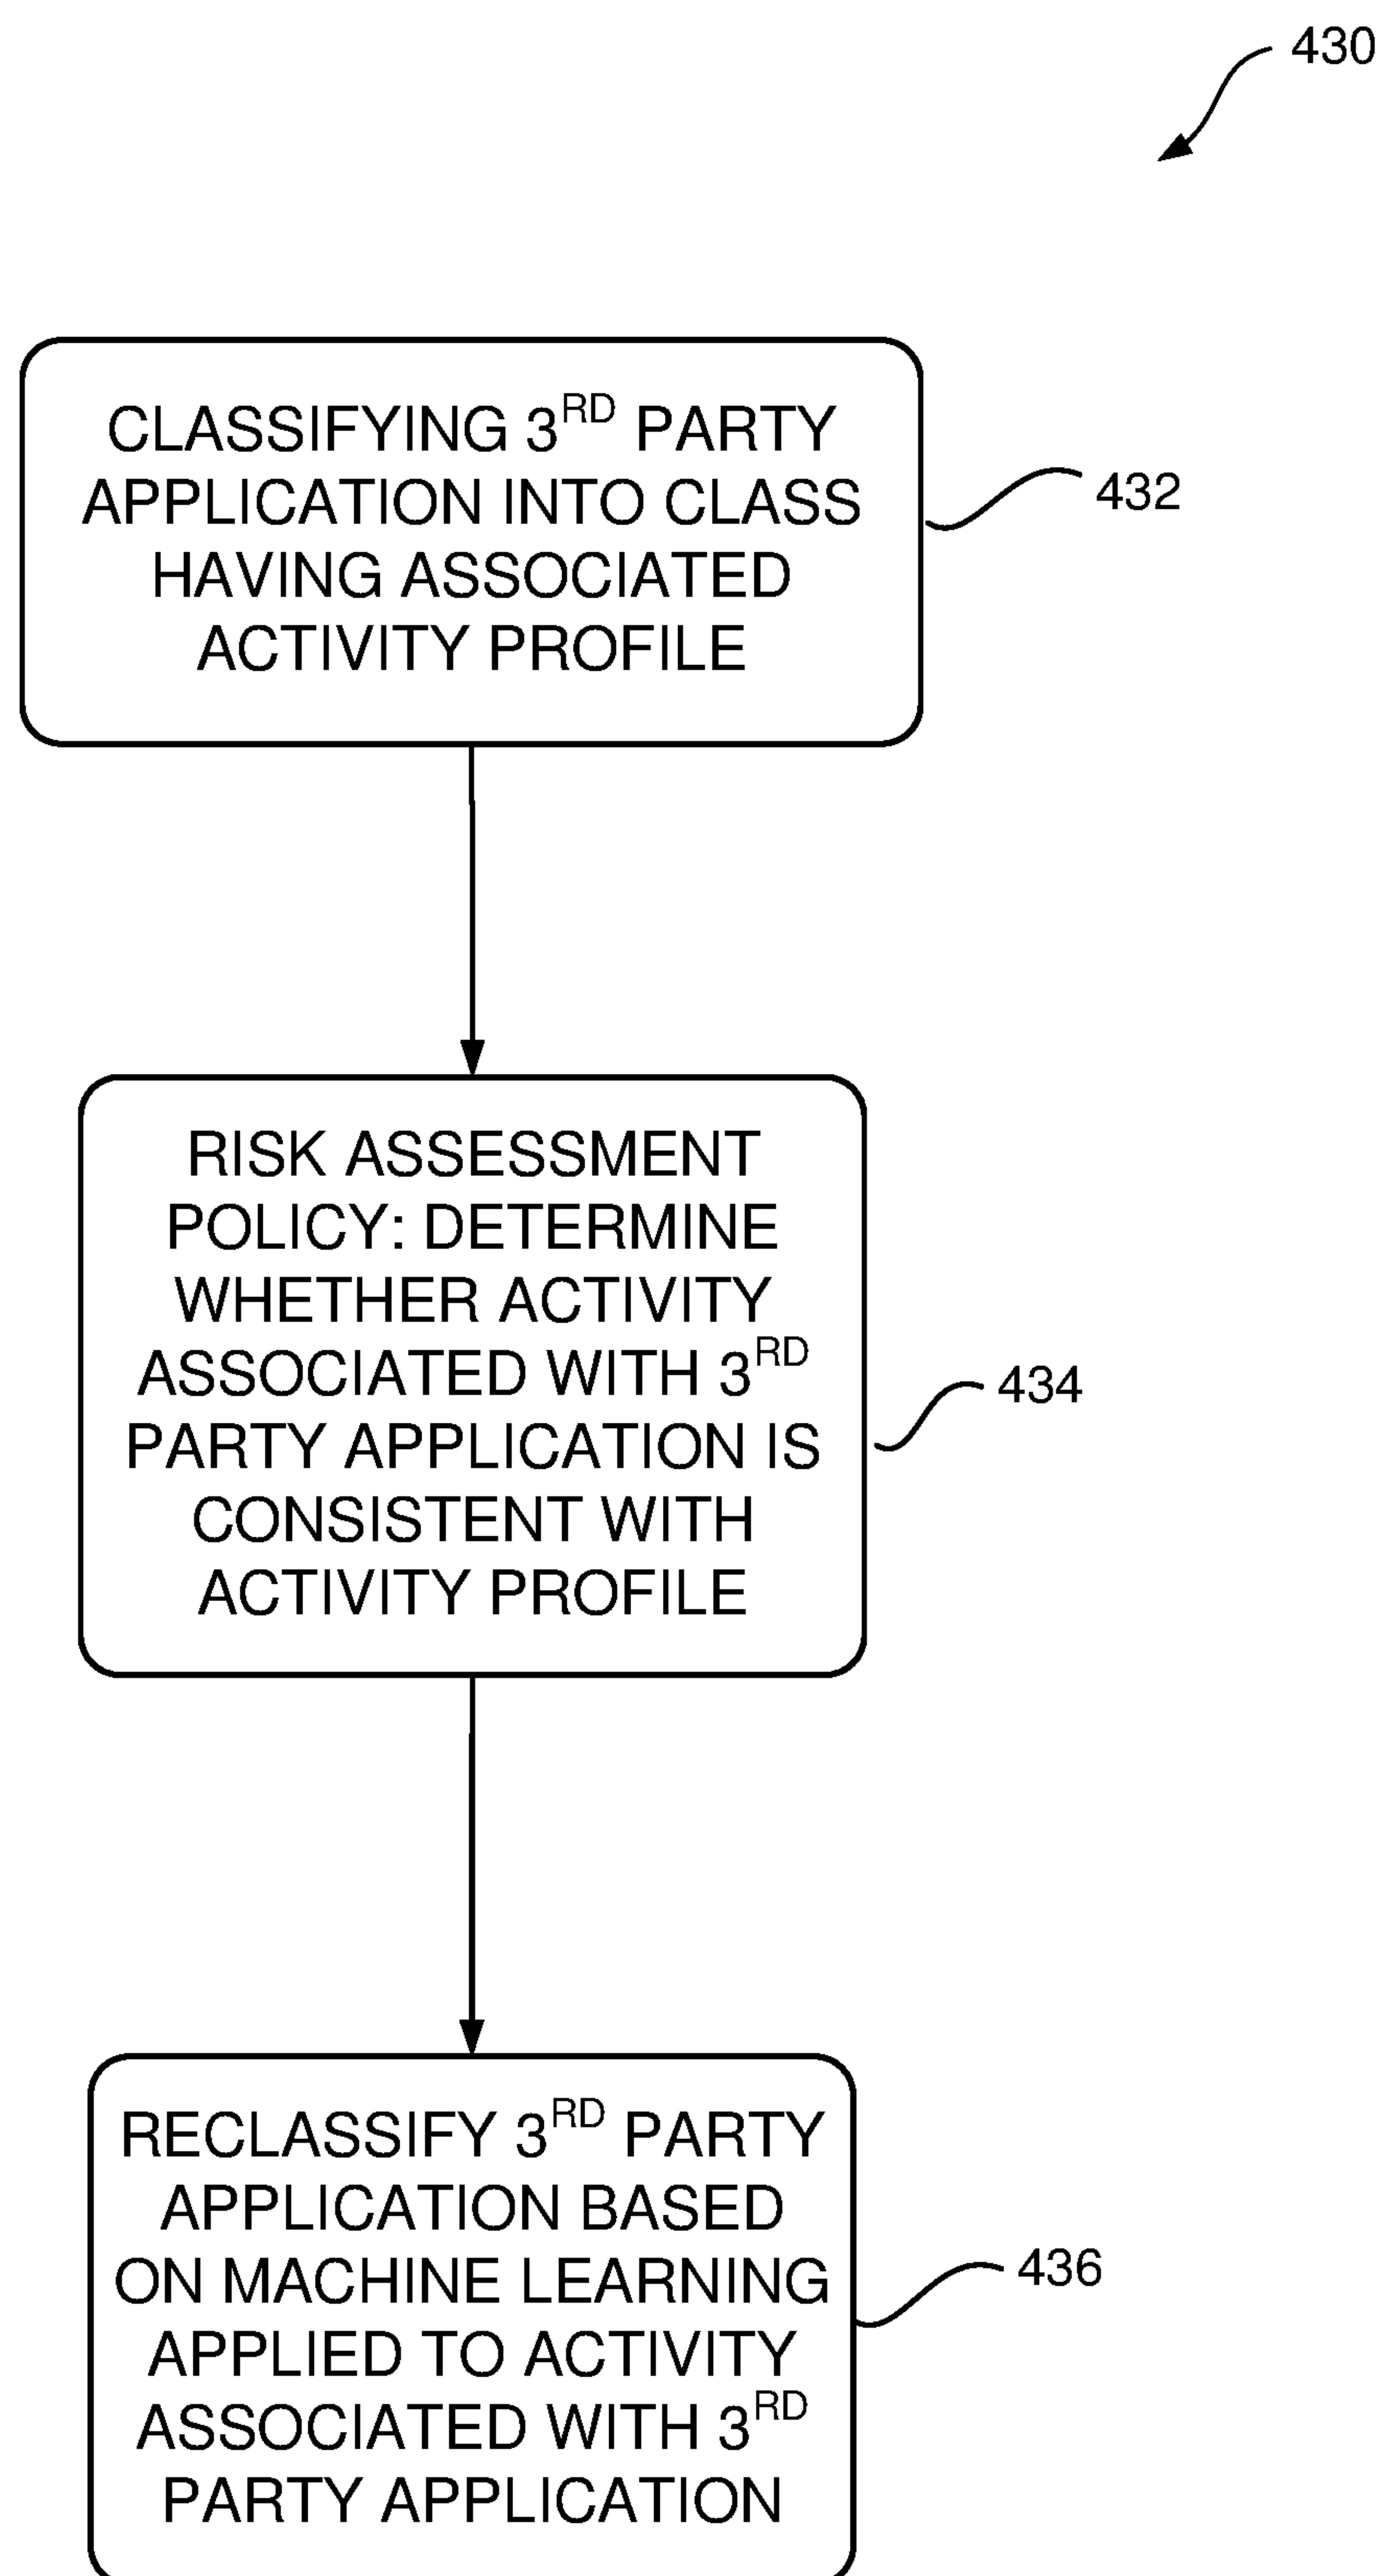 430
CLASSIFYING 3RD PARTY
APPLICATION INTO CLASS
HAVING ASSOCIATED
ACTIVITY PROFILE
432
RISK ASSESSMENT
POLICY: DETERMINE
WHETHER ACTIVITY
ASSOCIATED WITH 3RD
PARTY APPLICATION IS
CONSISTENT WITH
ACTIVITY PROFILE
434
RECLASSIFY 3RD PARTY
APPLICATION BASED
ON MACHINE LEARNING
APPLIED TO ACTIVITY
ASSOCIATED WITH 3RD
PARTY APPLICATION
436